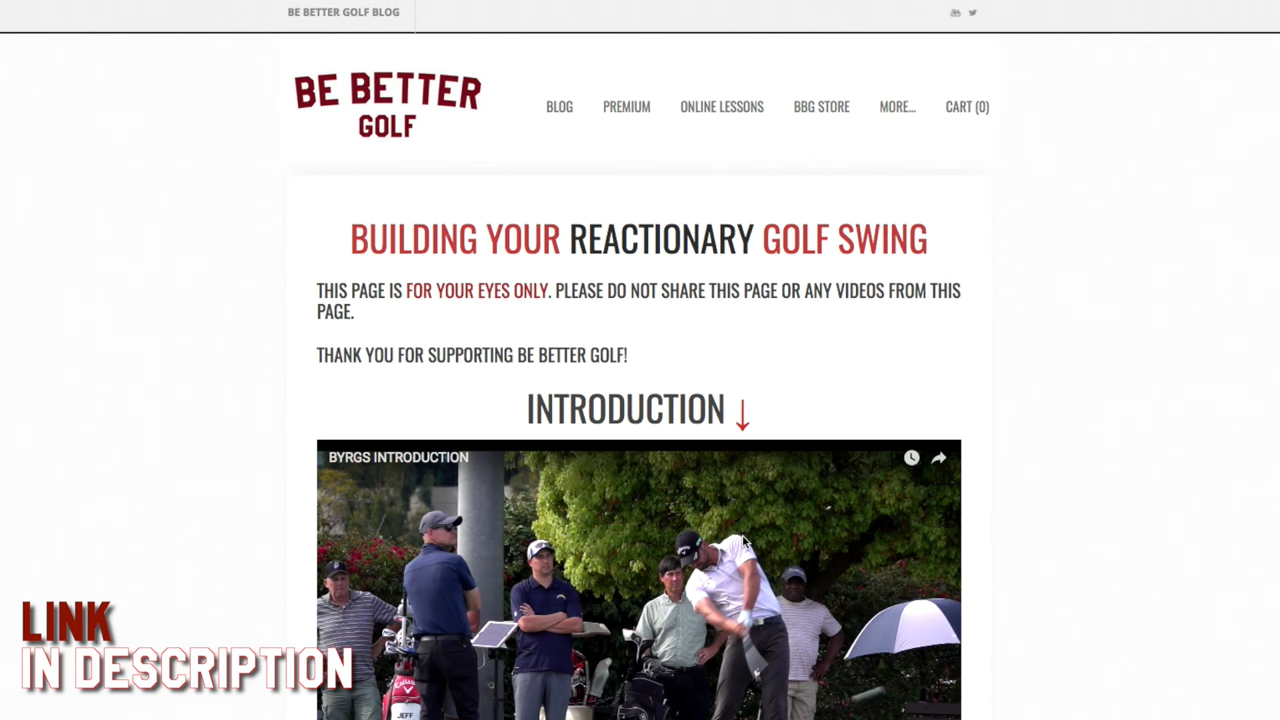 BE BETTER GOLF BLOG
BE BETTER
GOLF
BLOG PREMIUM ONLINE LESSONS BBG STORE MORE... CART (0)
BUILDING YOUR REACTIONARY GOLF SWING
THIS PAGE IS FOR YOUR EYES ONLY. PLEASE DO NOT SHARE THIS PAGE OR ANY VIDEOS FROM THIS
PAGE.
THANK YOU FOR SUPPORTING BE BETTER GOLF!
INTRODUCTION ↓
BYRGS INTRODUCTION
Callaway
JEFF
LINK
IN DESCRIPTION